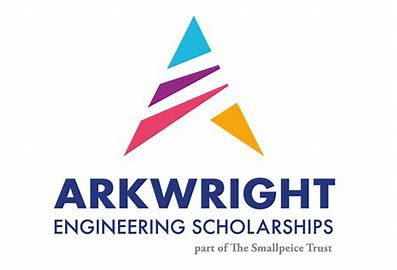 ARKWRIGHT
ENGINEERING SCHOLARSHIPS
part of The Smallpeice Trust